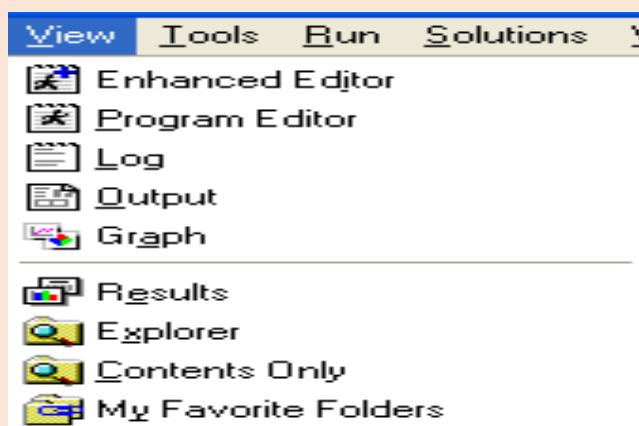 View Tools Run Solutions
Enhanced Editor
Program Editor
Log
Output
Graph
Results
Explorer
Contents Only
My Favorite Folders